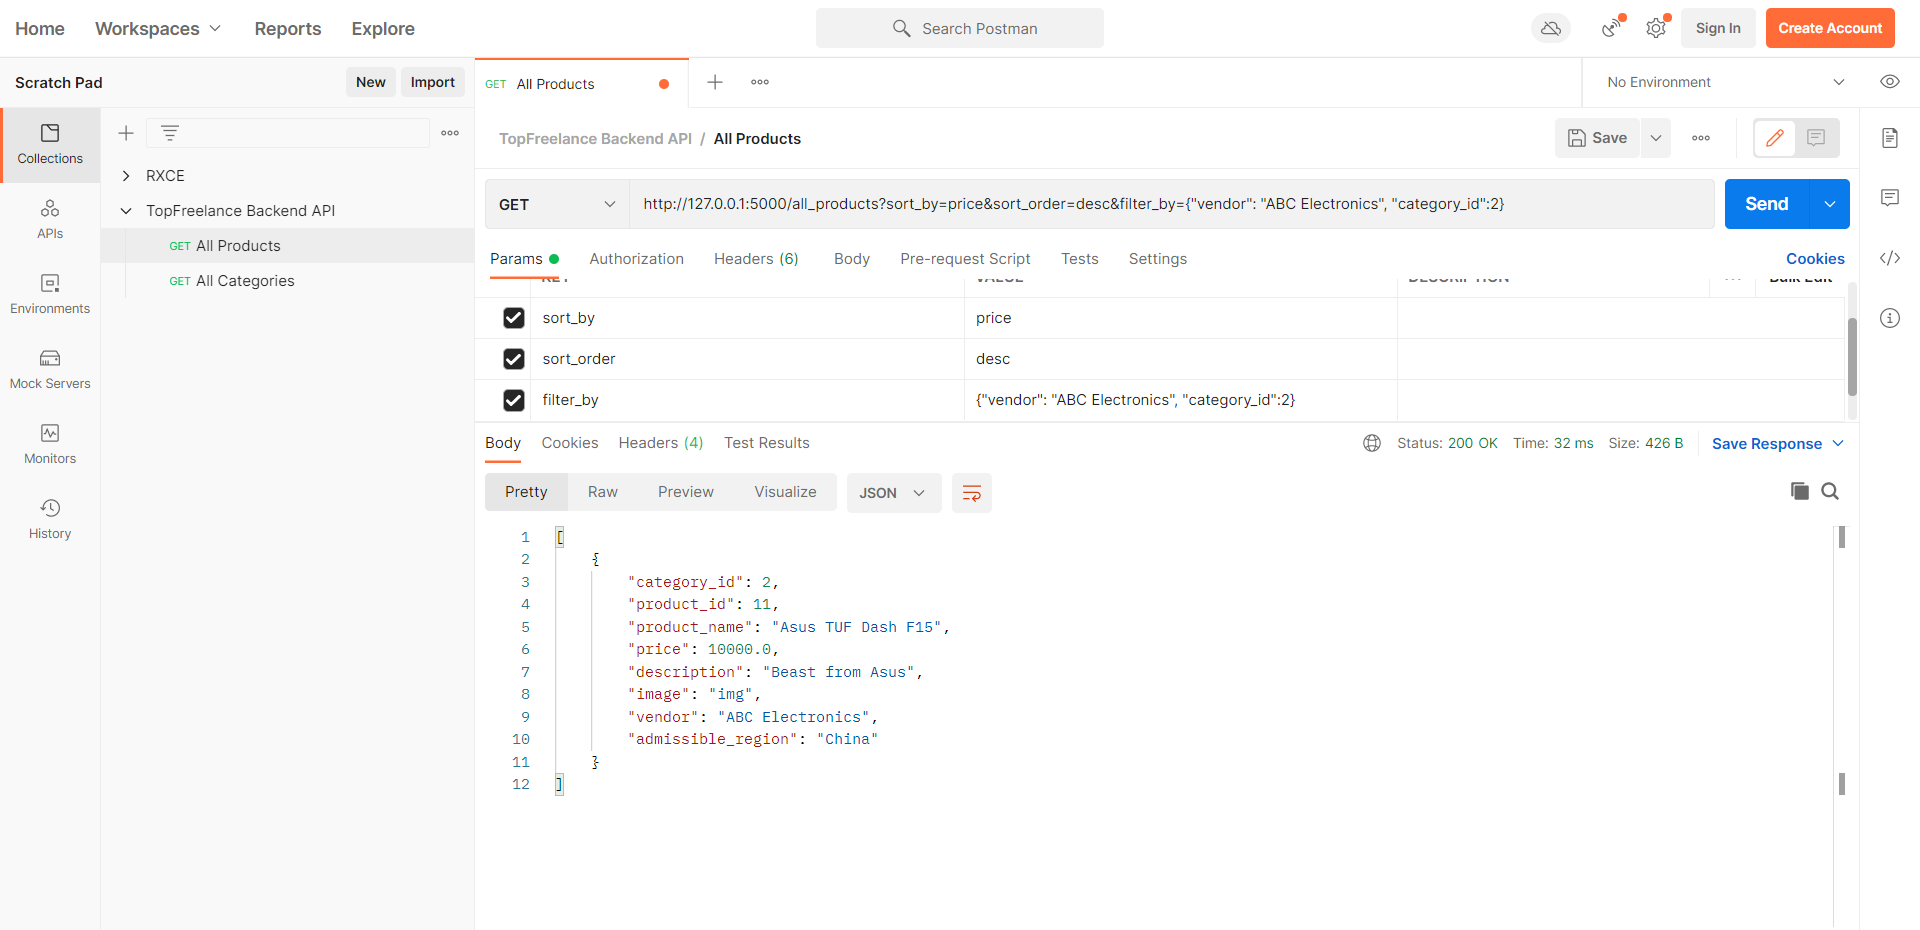 Home Workspaces Reports Explore Search Postman Sign In Create Account
Scratch Pad New Import GET All Products No Environment
Collections
APIs
Environments
Mock Servers
Monitors
History
RXCE
TopFreelance Backend API
GET All Products
GET All Categories
TopFreelance Backend API / All Products Save
GET http://127.0.0.1:5000/all_products?sort_by=price&sort_order=desc&filter_by={"vendor": "ABC Electronics", "category_id":2} Send
Params Authorization Headers (6) Body Pre-request Script Tests Settings Cookies
KEY VALUE DESCRIPTION Bulk Edit
sort_by price
sort_order desc
filter_by {"vendor": "ABC Electronics", "category_id":2}
Body Cookies Headers (4) Test Results Status: 200 OK Time: 32 ms Size: 426 B Save Response
Pretty Raw Preview Visualize JSON
1 [
2 {
3 "category_id": 2,
4 "product_id": 11,
5 "product_name": "Asus TUF Dash F15",
6 "price": 10000.0,
7 "description": "Beast from Asus",
8 "image": "img",
9 "vendor": "ABC Electronics",
10 "admissible_region": "China"
11 }
12 ]